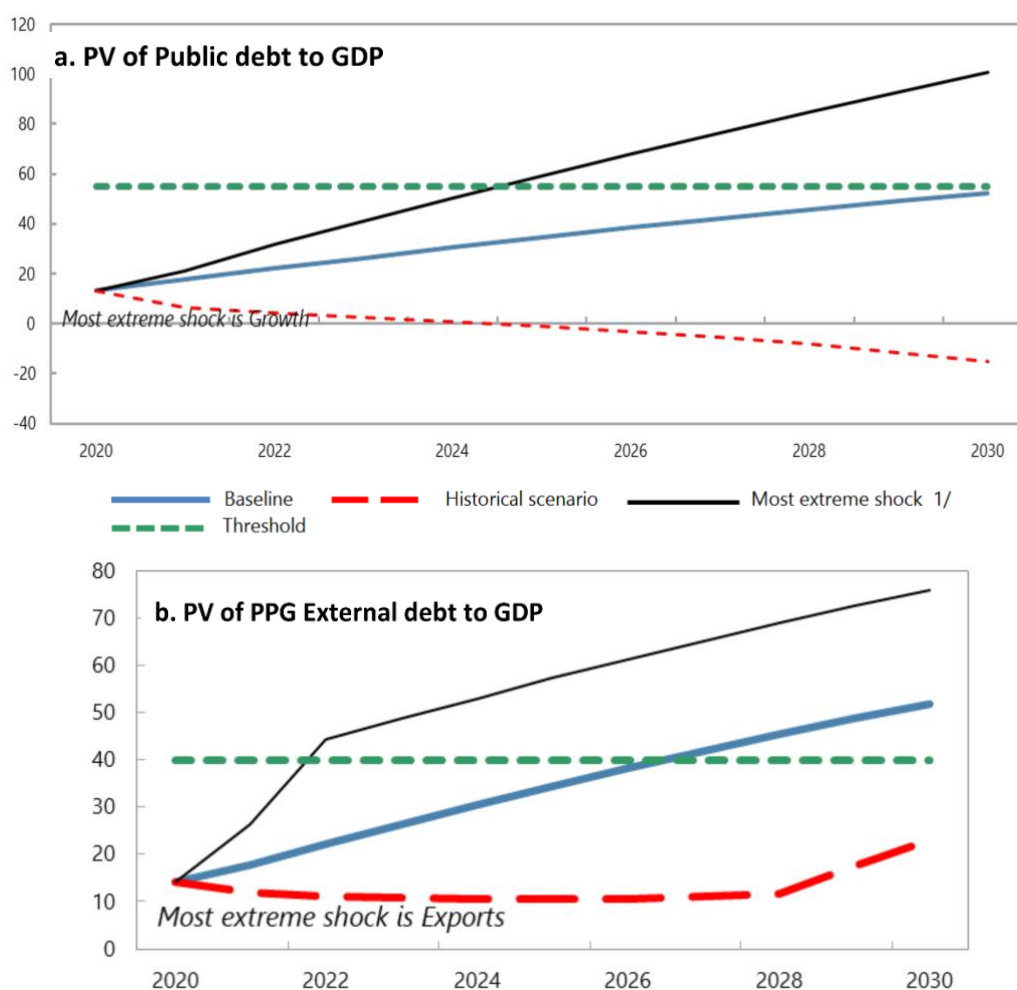 120
a. PV of Public debt to GDP
100
80
60
40
20
Most extreme shock is Growth
0
-20
-40
2020 2022 2024 2026 2028 2030
Baseline Historical scenario Most extreme shock 1/
Threshold
80
b. PV of PPG External debt to GDP
70
60
50
40
30
20
10
Most extreme shock is Exports
0
2020 2022 2024 2026 2028 2030